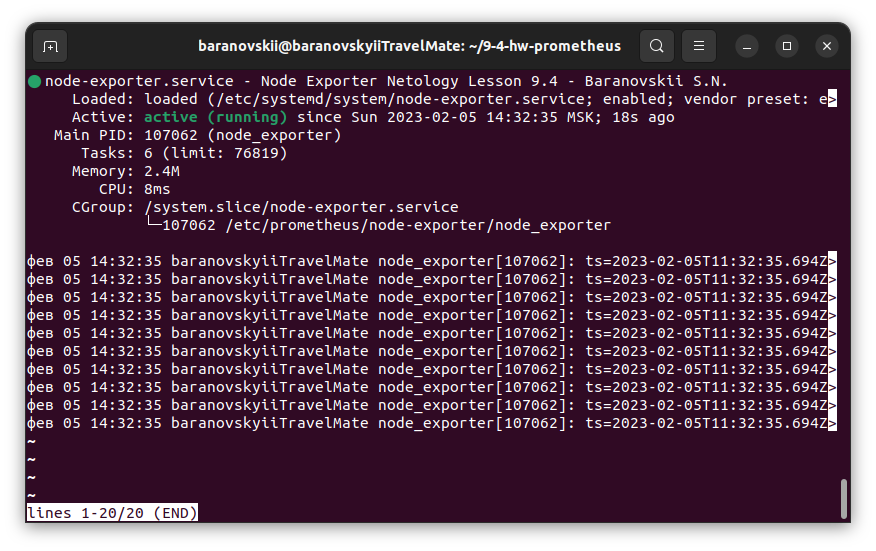 baranovskii@baranovskyiiTravelMate: ~/9-4-hw-prometheus
node-exporter.service - Node Exporter Netology Lesson 9.4 - Baranovskii S.N.
Loaded: loaded (/etc/systemd/system/node-exporter.service; enabled; vendor preset: e>
Active: active (running) since Sun 2023-02-05 14:32:35 MSK; 18s ago
Main PID: 107062 (node_exporter)
Tasks: 6 (limit: 76819)
Memory: 2.4M
CPU: 8ms
CGroup: /system.slice/node-exporter.service
└─107062 /etc/prometheus/node-exporter/node_exporter
фев 05 14:32:35 baranovskyiiTravelMate node_exporter[107062]: ts=2023-02-05T11:32:35.694Z>
фев 05 14:32:35 baranovskyiiTravelMate node_exporter[107062]: ts=2023-02-05T11:32:35.694Z>
фев 05 14:32:35 baranovskyiiTravelMate node_exporter[107062]: ts=2023-02-05T11:32:35.694Z>
фев 05 14:32:35 baranovskyiiTravelMate node_exporter[107062]: ts=2023-02-05T11:32:35.694Z>
фев 05 14:32:35 baranovskyiiTravelMate node_exporter[107062]: ts=2023-02-05T11:32:35.694Z>
фев 05 14:32:35 baranovskyiiTravelMate node_exporter[107062]: ts=2023-02-05T11:32:35.694Z>
фев 05 14:32:35 baranovskyiiTravelMate node_exporter[107062]: ts=2023-02-05T11:32:35.694Z>
фев 05 14:32:35 baranovskyiiTravelMate node_exporter[107062]: ts=2023-02-05T11:32:35.694Z>
фев 05 14:32:35 baranovskyiiTravelMate node_exporter[107062]: ts=2023-02-05T11:32:35.694Z>
фев 05 14:32:35 baranovskyiiTravelMate node_exporter[107062]: ts=2023-02-05T11:32:35.694Z>
~
~
~
~
lines 1-20/20 (END)